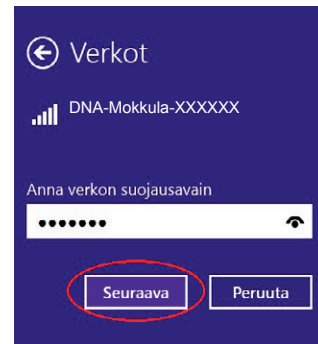 Verkot
DNA-Mokkula-XXXXXX
Anna verkon suojausavain
•••••••
Seuraava Peruuta